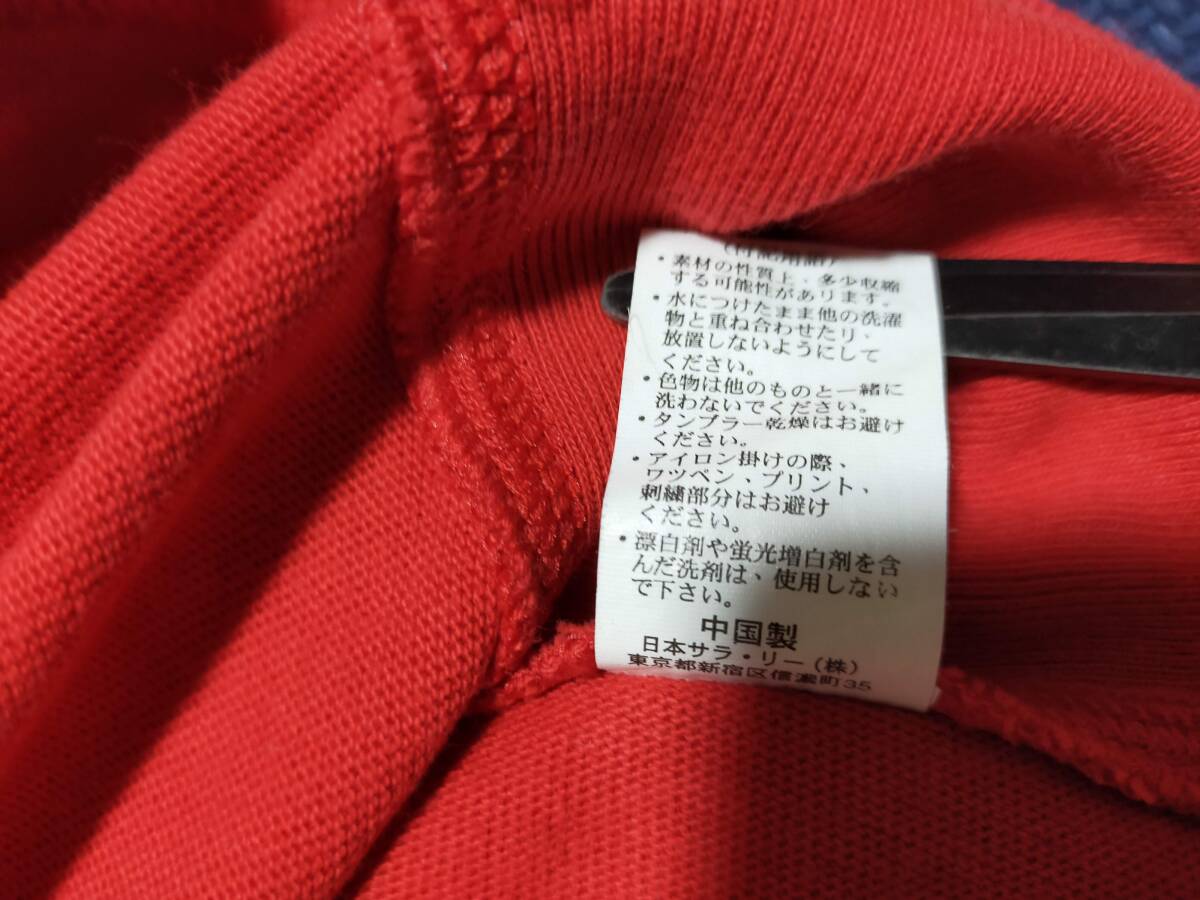 (付記用語)
・素材の性質上、多少収縮
する可能性があります。
・水につけたまま他の洗濯
物と重ね合わせたり、
放置しないようにして
ください。
・色物は他のものと一緒に
洗わないでください。
・タンブラー乾燥はお避け
ください。
・アイロン掛けの際、
ワツペン・プリント、
刺繍部分はお避け
ください。
・漂白剤や蛍光増白剤を含
んだ洗剤は、使用しない
で下さい。
中国製
日本サラ・リー(株)
東京都新宿区信濃町35